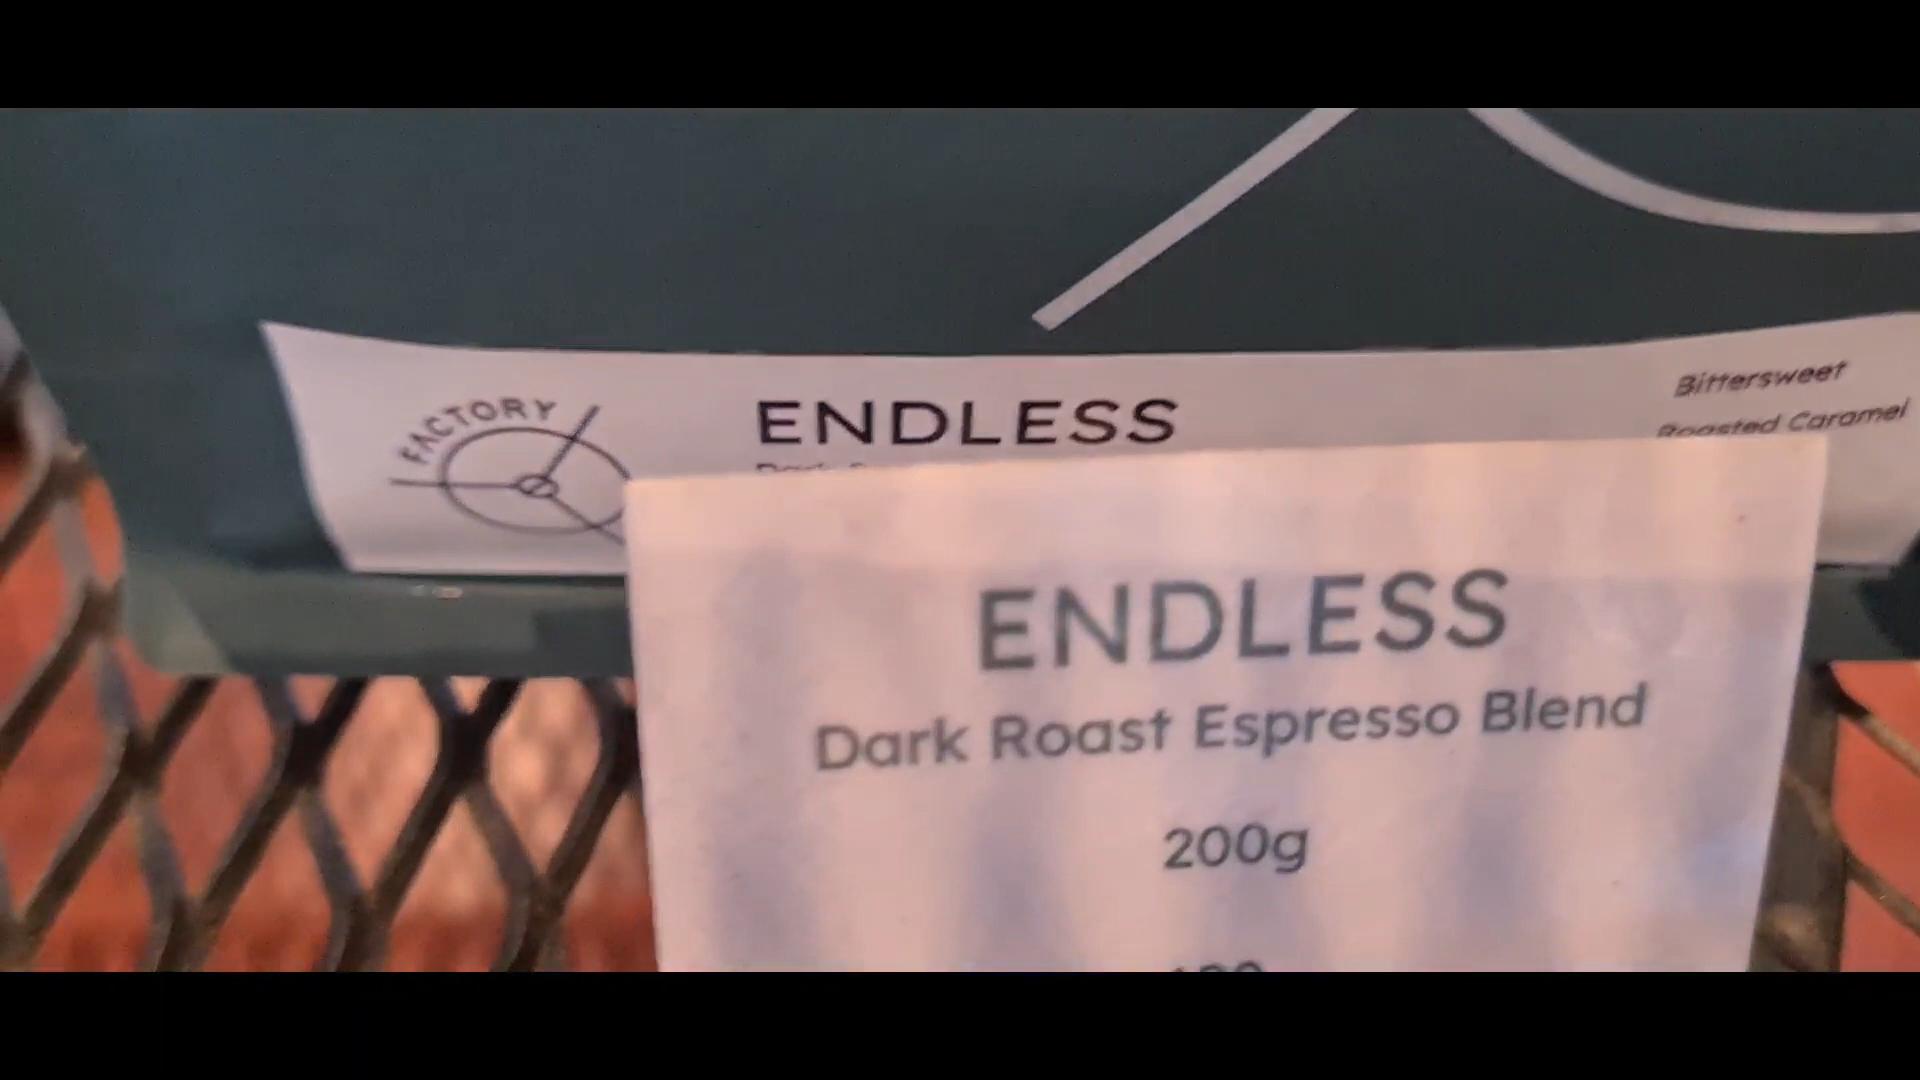 FACTORY
ENDLESS
Bittersweet
Roasted Caramel
ENDLESS
Dark Roast Espresso Blend
200g